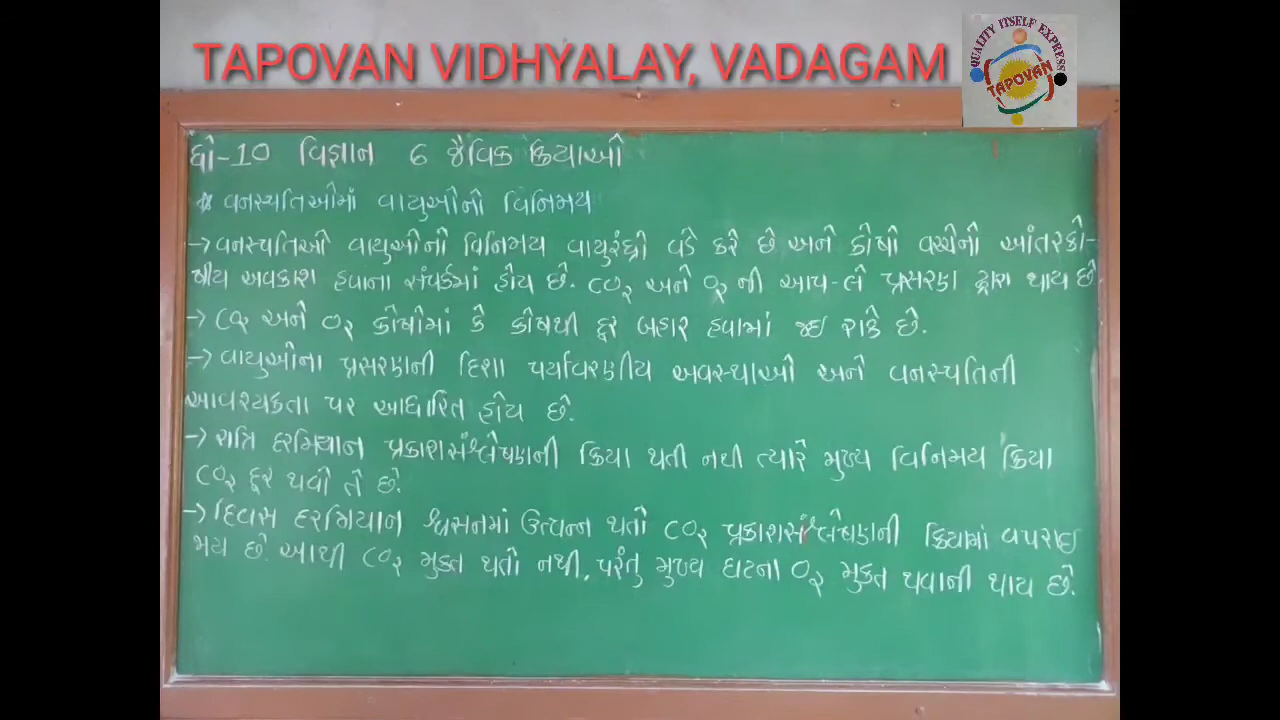 TAPOVAN VIDHYALAY, VADAGAM
QUALITY ITSELF EXPRESS
TAPOVAN
ધો-10 વિજ્ઞાન 6 જૈવિક ક્રિયાઓ
* વનસ્પતિઓમાં વાયુઓનો વિનિમય
→ વનસ્પતિઓ વાયુઓનો વિનિમય વાયુરંધ્રો વડે કરે છે અને કોષો વચ્ચેનો આંતરકો-
ષીય અવકાશ હવાના સંપર્કમાં હોય છે. CO₂ અને O₂ ની આપ-લે પ્રસરણ દ્વારા થાય છે.
→ CO₂ અને O₂ કોષોમાં કે કોષથી દૂર બહાર હવામાં જઇ શકે છે.
→ વાયુઓના પ્રસરણની દિશા પર્યાવરણીય અવસ્થાઓ અને વનસ્પતિની
આવશ્યકતા પર આધારિત હોય છે.
→ રાત્રિ દરમિયાન પ્રકાશસંશ્લેષણની ક્રિયા થતી નથી ત્યારે મુખ્ય વિનિમય ક્રિયા
CO₂ દૂર થવો તે છે.
→ દિવસ દરમિયાન શ્વસનમાં ઉત્પન્ન થતો CO₂ પ્રકાશસંશ્લેષણની ક્રિયામાં વપરાઇ
જાય છે. આથી CO₂ મુક્ત થતો નથી, પરંતુ મુખ્ય ઘટના O₂ મુક્ત થવાની થાય છે.